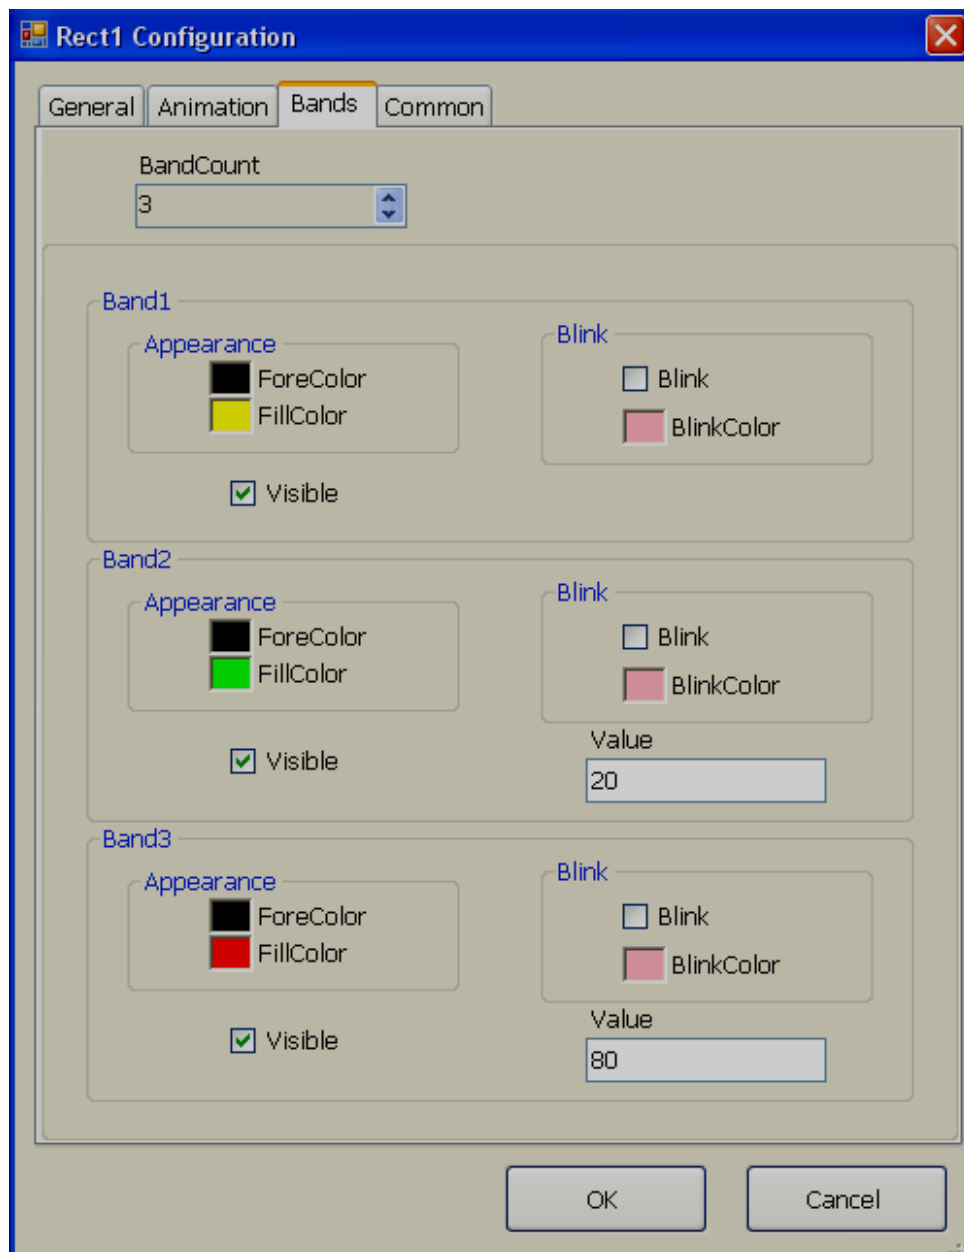 Rect1 Configuration
General Animation Bands Common
BandCount
3
Band1
Appearance
ForeColor
FillColor
Visible
Blink
Blink
BlinkColor
Band2
Appearance
ForeColor
FillColor
Visible
Blink
Blink
BlinkColor
Value
20
Band3
Appearance
ForeColor
FillColor
Visible
Blink
Blink
BlinkColor
Value
80
OK Cancel